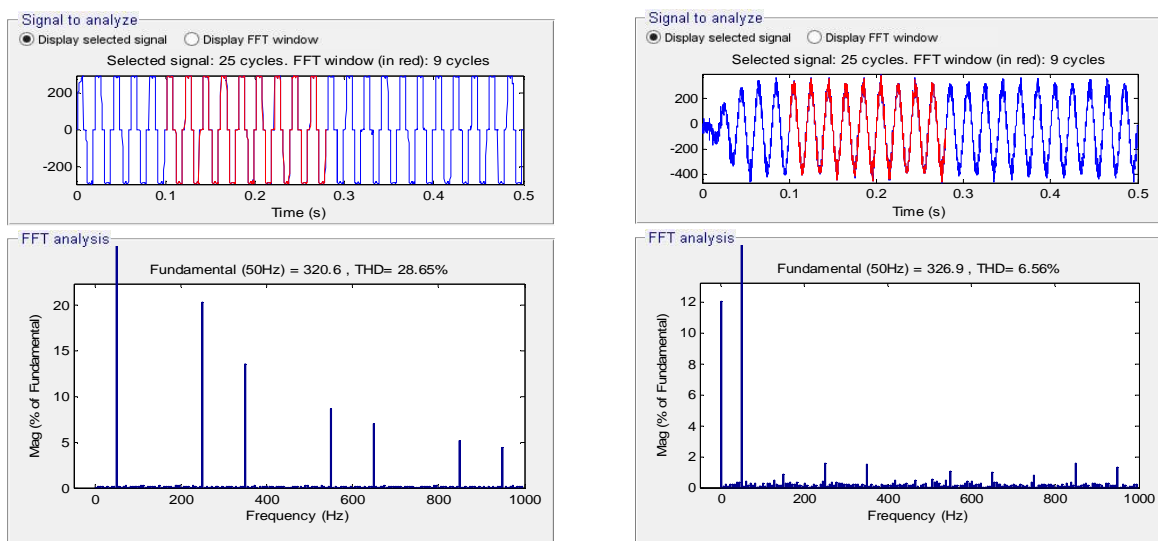 Signal to analyze
Display selected signal Display FFT window
Selected signal: 25 cycles. FFT window (in red): 9 cycles
200
0
-200
0 0.1 0.2 0.3 0.4 0.5
Time (s)
FFT analysis
Fundamental (50Hz) = 320.6 , THD= 28.65%
20
15
10
5
0
Mag (% of Fundamental)
0 200 400 600 800 1000
Frequency (Hz)
Signal to analyze
Display selected signal Display FFT window
Selected signal: 25 cycles. FFT window (in red): 9 cycles
200
0
-200
-400
0 0.1 0.2 0.3 0.4 0.5
Time (s)
FFT analysis
Fundamental (50Hz) = 326.9 , THD= 6.56%
12
10
8
6
4
2
0
Mag (% of Fundamental)
0 200 400 600 800 1000
Frequency (Hz)